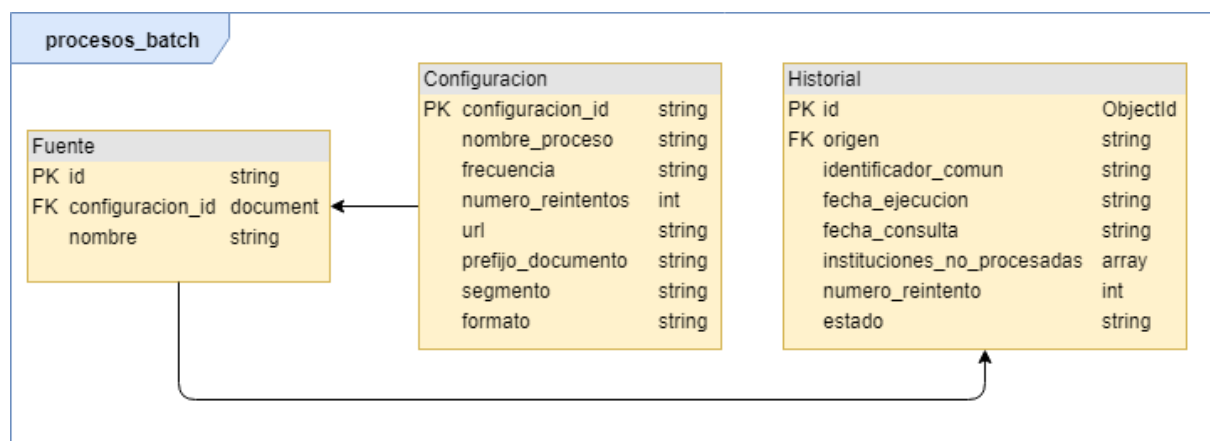 procesos_batch
Fuente
PK id string
FK configuracion_id document
nombre string
Configuracion
PK configuracion_id string
nombre_proceso string
frecuencia string
numero_reintentos int
url string
prefijo_documento string
segmento string
formato string
Historial
PK id ObjectId
FK origen string
identificador_comun string
fecha_ejecucion string
fecha_consulta string
instituciones_no_procesadas array
numero_reintento int
estado string